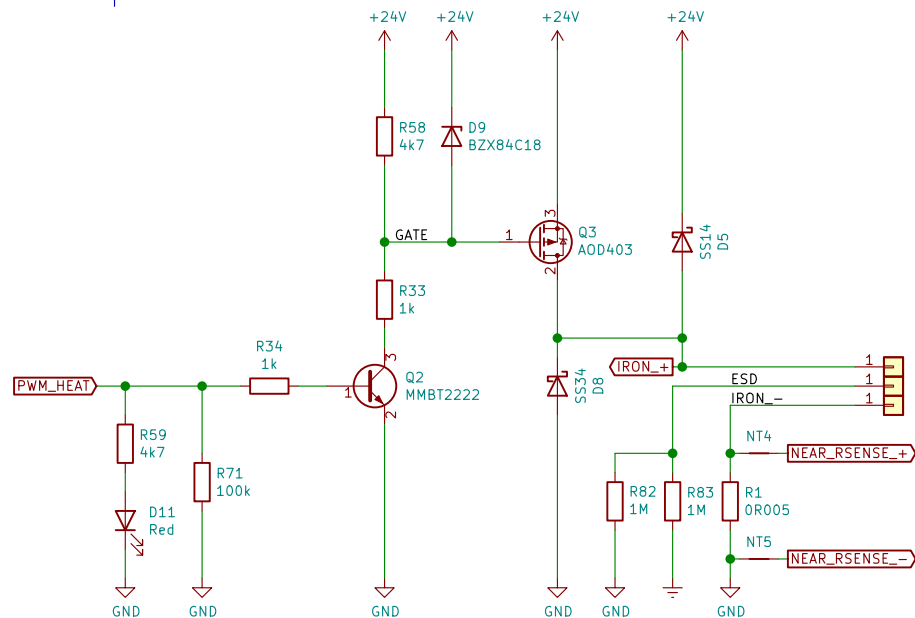 +24V
+24V
+24V
+24V
R58
4k7
D9
BZX84C18
GATE
1
3
2
Q3
AOD403
SS14
D5
R33
1k
R34
1k
PWM_HEAT
1
3
2
Q2
MMBT2222
SS34
D8
IRON_+
ESD
IRON_-
1
1
1
R59
4k7
R71
100k
D11
Red
NT4
NEAR_RSENSE_+
R82
1M
R83
1M
R1
0R005
NT5
NEAR_RSENSE_-
GND
GND
GND
GND
GND
GND